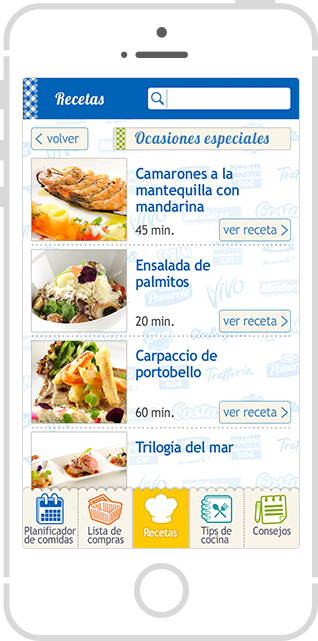 Recetas
volver
Ocasiones especiales
Camarones a la
mantequilla con
mandarina
45 min.
ver receta
Ensalada de
palmitos
20 min.
ver receta
Carpaccio de
portobello
60 min.
ver receta
Trilogía del mar
Planificador
de comidas
Lista de
compras
Recetas
Tips de
cocina
Consejos